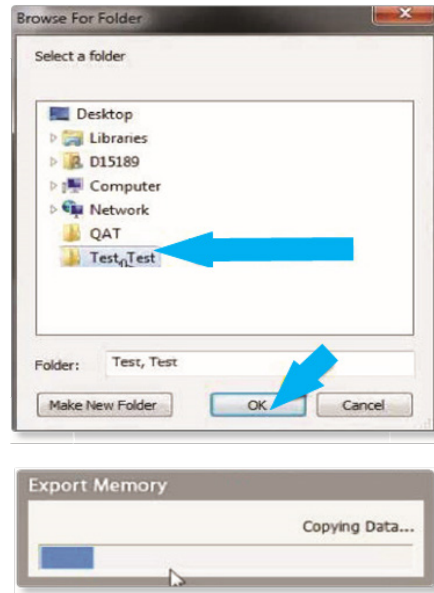 Browse For Folder
Select a folder
Desktop
Libraries
D15189
Computer
Network
QAT
Test, Test
Folder: Test, Test
Make New Folder OK Cancel
Export Memory
Copying Data...